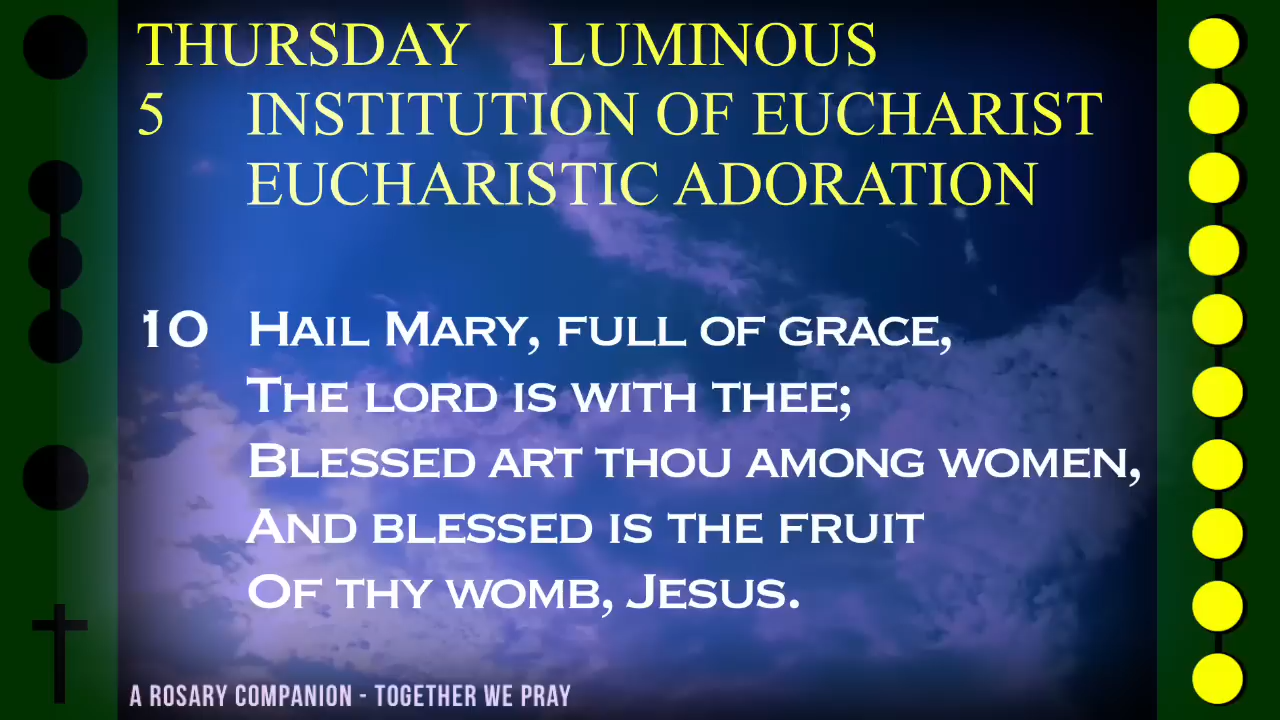 THURSDAY LUMINOUS
5 INSTITUTION OF EUCHARIST
EUCHARISTIC ADORATION
10 HAIL MARY, FULL OF GRACE,
THE LORD IS WITH THEE;
BLESSED ART THOU AMONG WOMEN,
AND BLESSED IS THE FRUIT
OF THY WOMB, JESUS.
A ROSARY COMPANION - TOGETHER WE PRAY